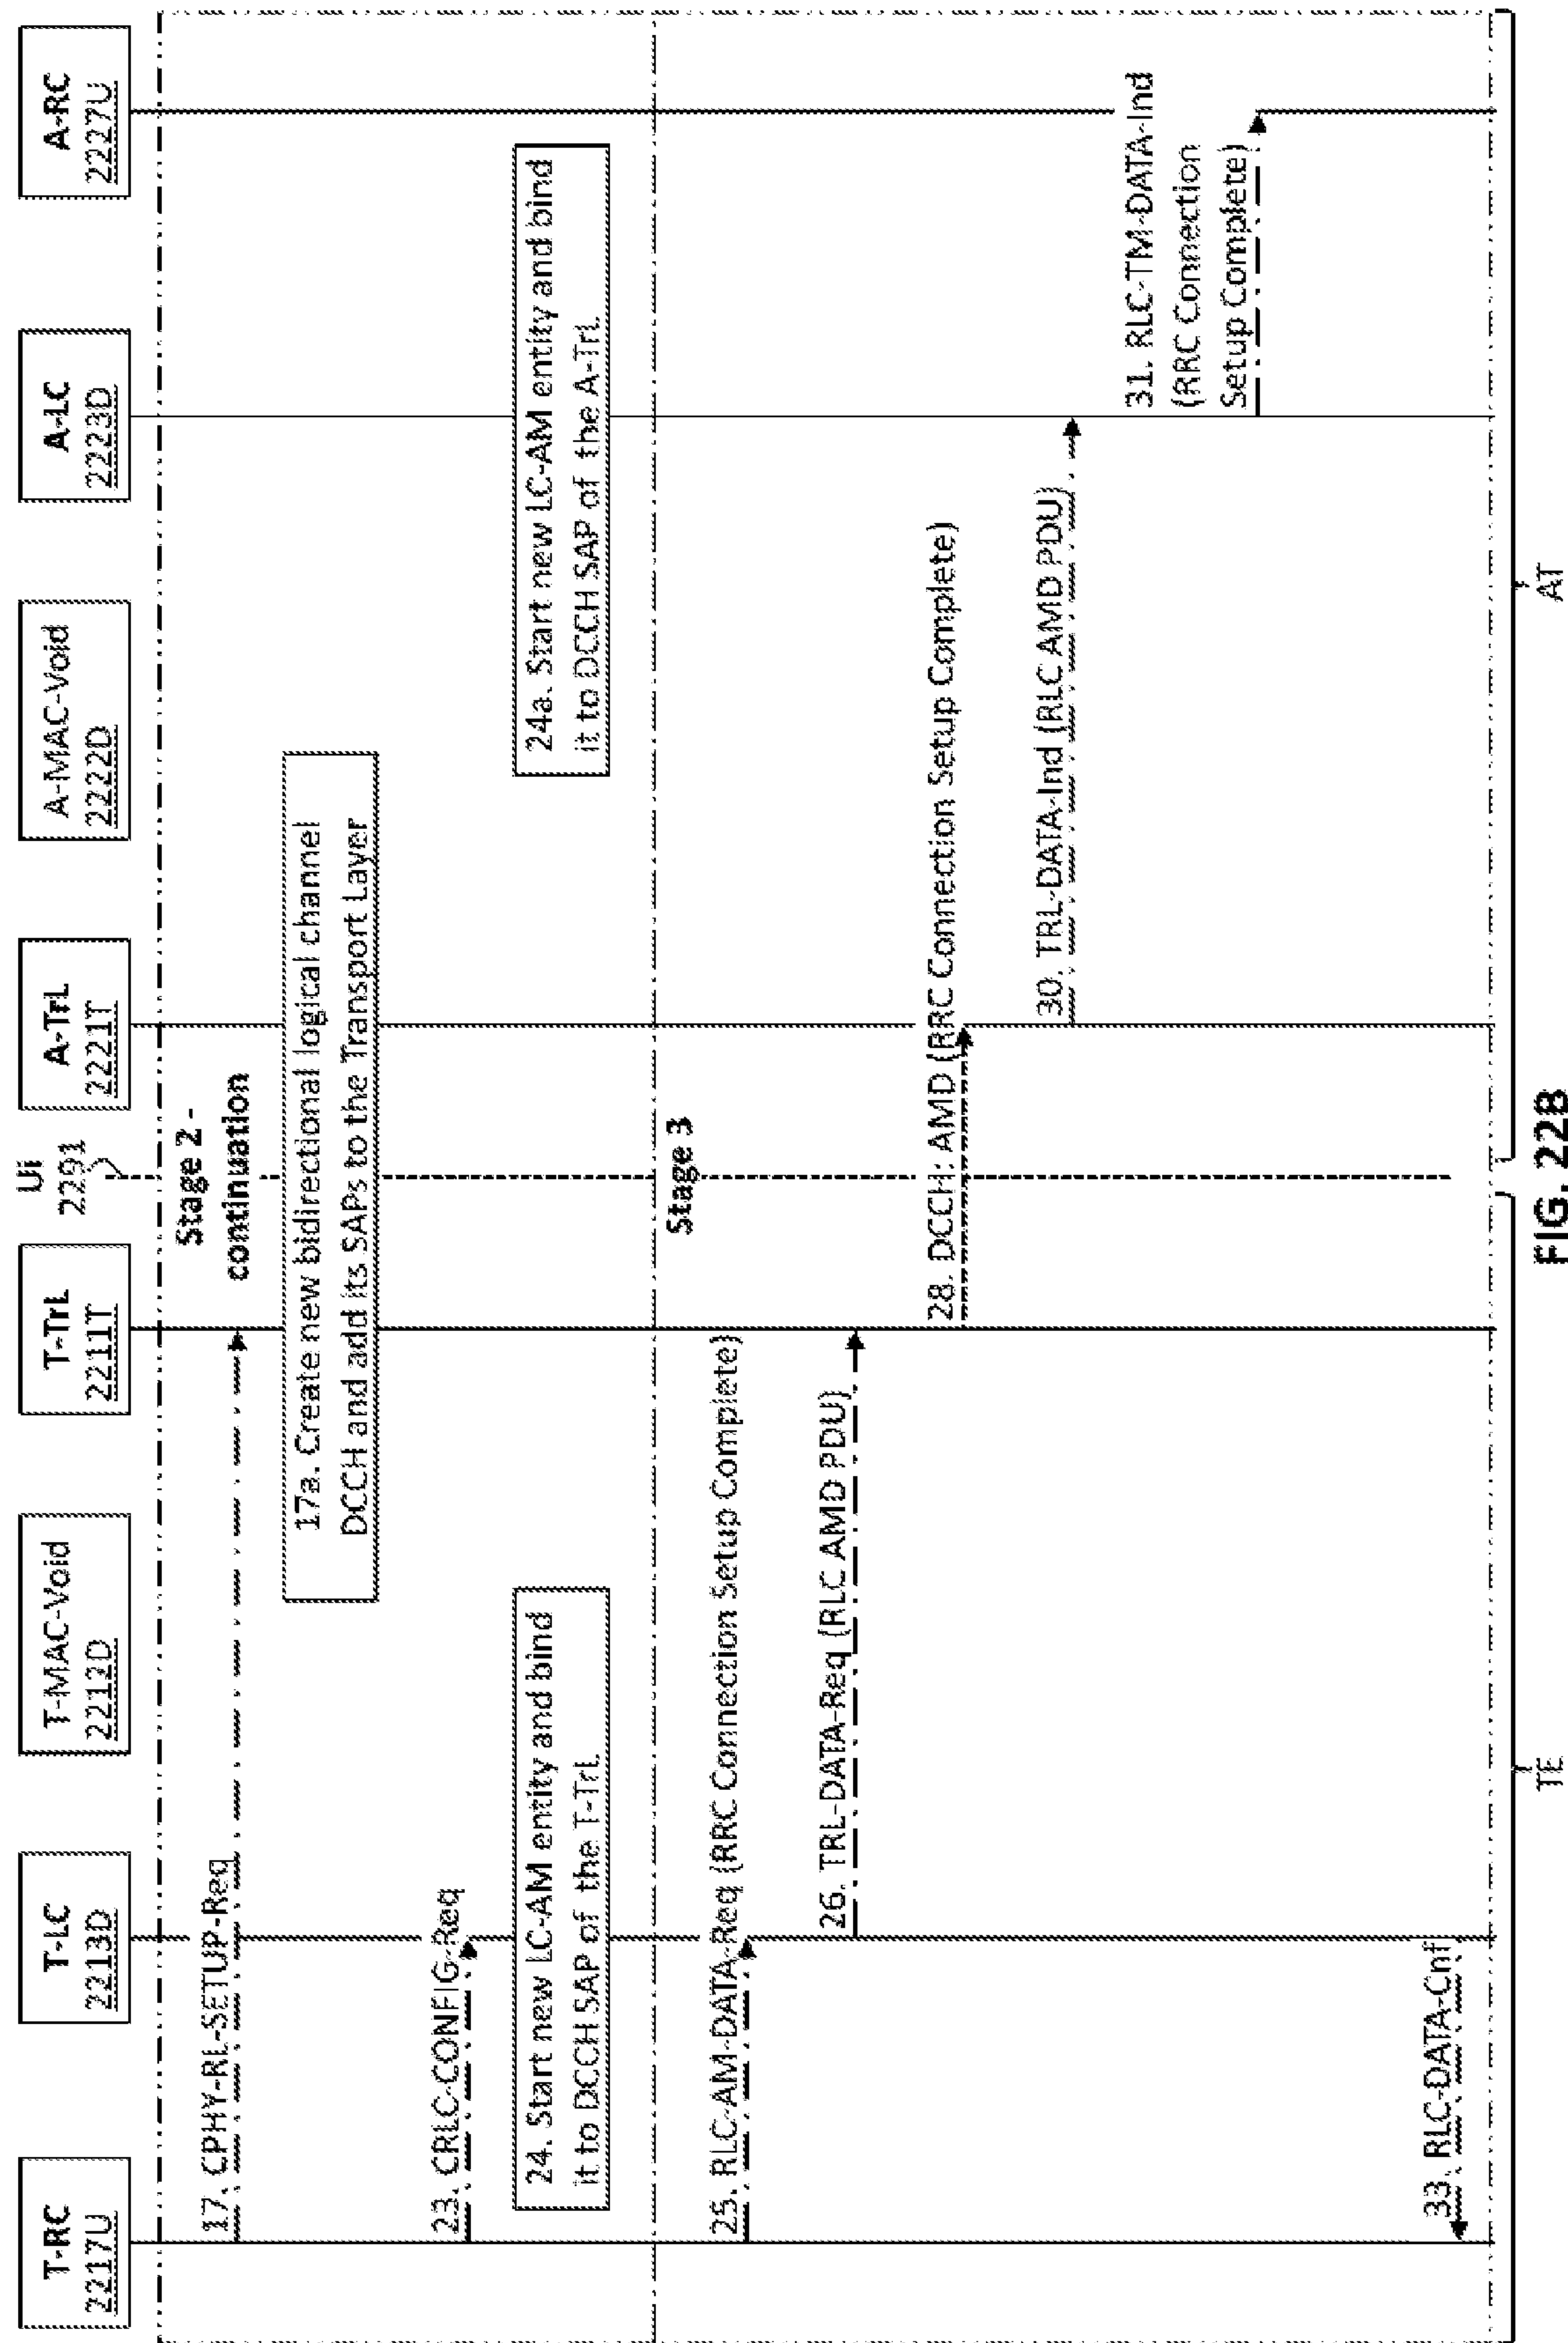 T-RC
2217U
T-LC
2213D
T-MAC-Void
2212D
T-TrL
2211T
UI
2291
A-TrL
2221T
A-MAC-Void
2222D
A-LC
2223D
A-RC
2227U
Stage 2 -
continuation
17. CPHY-RL-SETUP-Req
17a. Create new bidirectional logical channel
DCCH and add its SAPs to the Transport Layer
23. CRLC-CONFIG-Req
24. Start new LC-AM entity and bind
it to DCCH SAP of the T-TrL
24a. Start new LC-AM entity and bind
it to DCCH SAP of the A-TrL
Stage 3
25. RLC-AM-DATA-Req (RRC Connection Setup Complete)
26. TRL-DATA-Req (RLC AMD PDU)
28. DCCH: AMD (RRC Connection Setup Complete)
30. TRL-DATA-Ind (RLC AMD PDU)
31. RLC-TM-DATA-Ind
(RRC Connection
Setup Complete)
33. RLC-DATA-Cnf
TE
AT
FIG. 22B